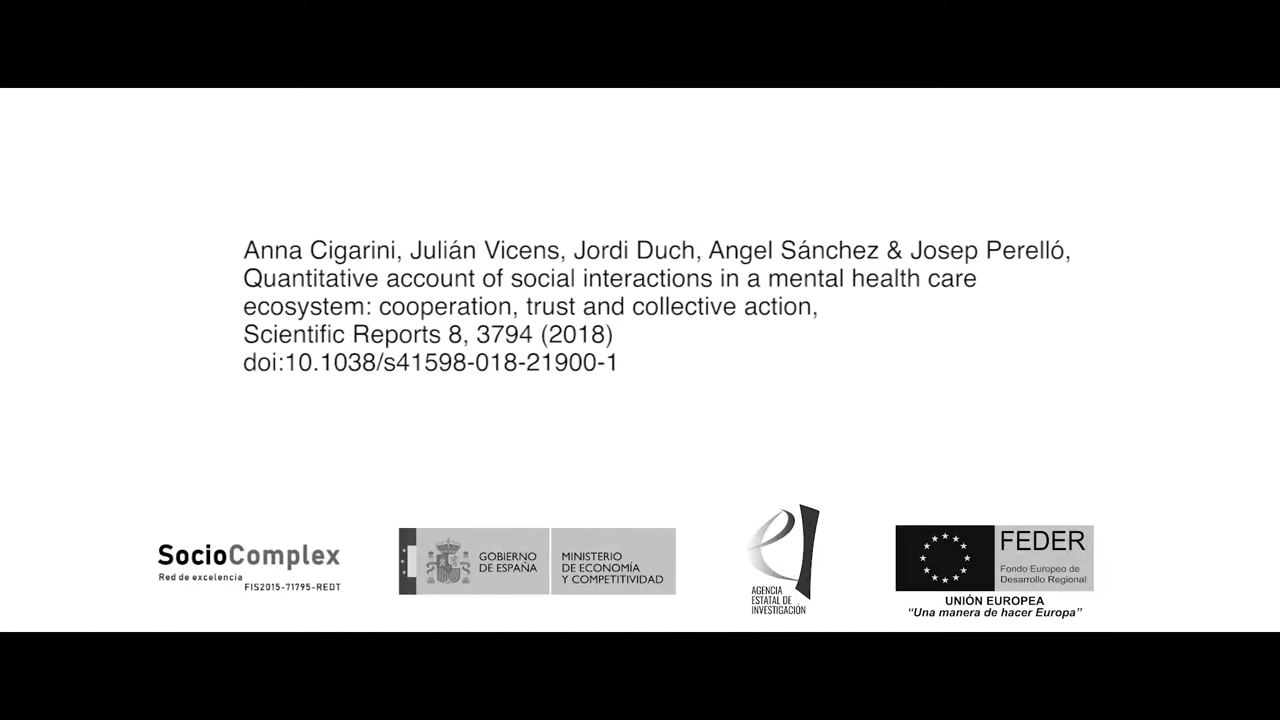 Anna Cigarini, Julián Vicens, Jordi Duch, Angel Sánchez & Josep Perelló,
Quantitative account of social interactions in a mental health care
ecosystem: cooperation, trust and collective action,
Scientific Reports 8, 3794 (2018)
doi:10.1038/s41598-018-21900-1
SocioComplex
Red de excelencia
FIS2015-71795-REDT
GOBIERNO
DE ESPAÑA
MINISTERIO
DE ECONOMÍA
Y COMPETITIVIDAD
AGENCIA
ESTATAL DE
INVESTIGACIÓN
FEDER
Fondo Europeo de
Desarrollo Regional
UNIÓN EUROPEA
“Una manera de hacer Europa”